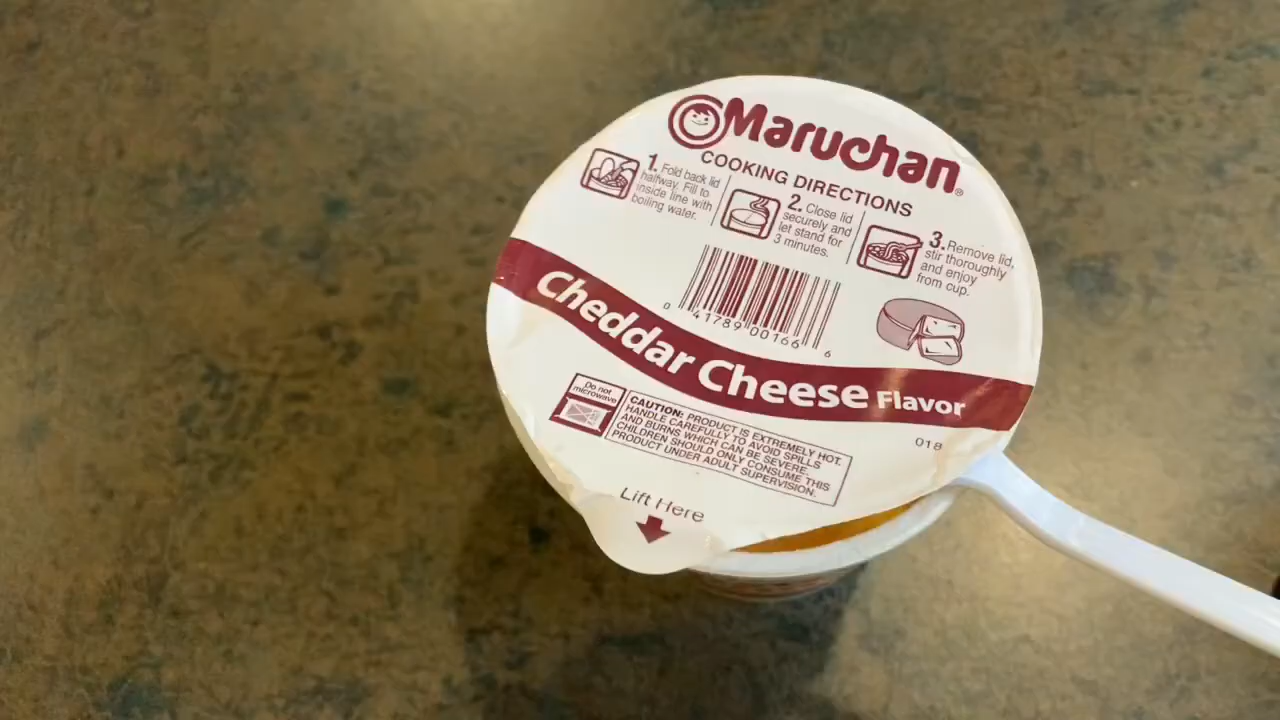 Maruchan®
COOKING DIRECTIONS
1. Fold back lid
halfway. Fill to
inside line with
boiling water.
2. Close lid
securely and
let stand for
3 minutes.
3. Remove lid,
stir thoroughly
and enjoy
from cup.
0 41789 00166 6
Cheddar Cheese Flavor
Do not
microwave
CAUTION: PRODUCT IS EXTREMELY HOT.
HANDLE CAREFULLY TO AVOID SPILLS
AND BURNS WHICH CAN BE SEVERE.
CHILDREN SHOULD ONLY CONSUME THIS
PRODUCT UNDER ADULT SUPERVISION.
018
Lift Here